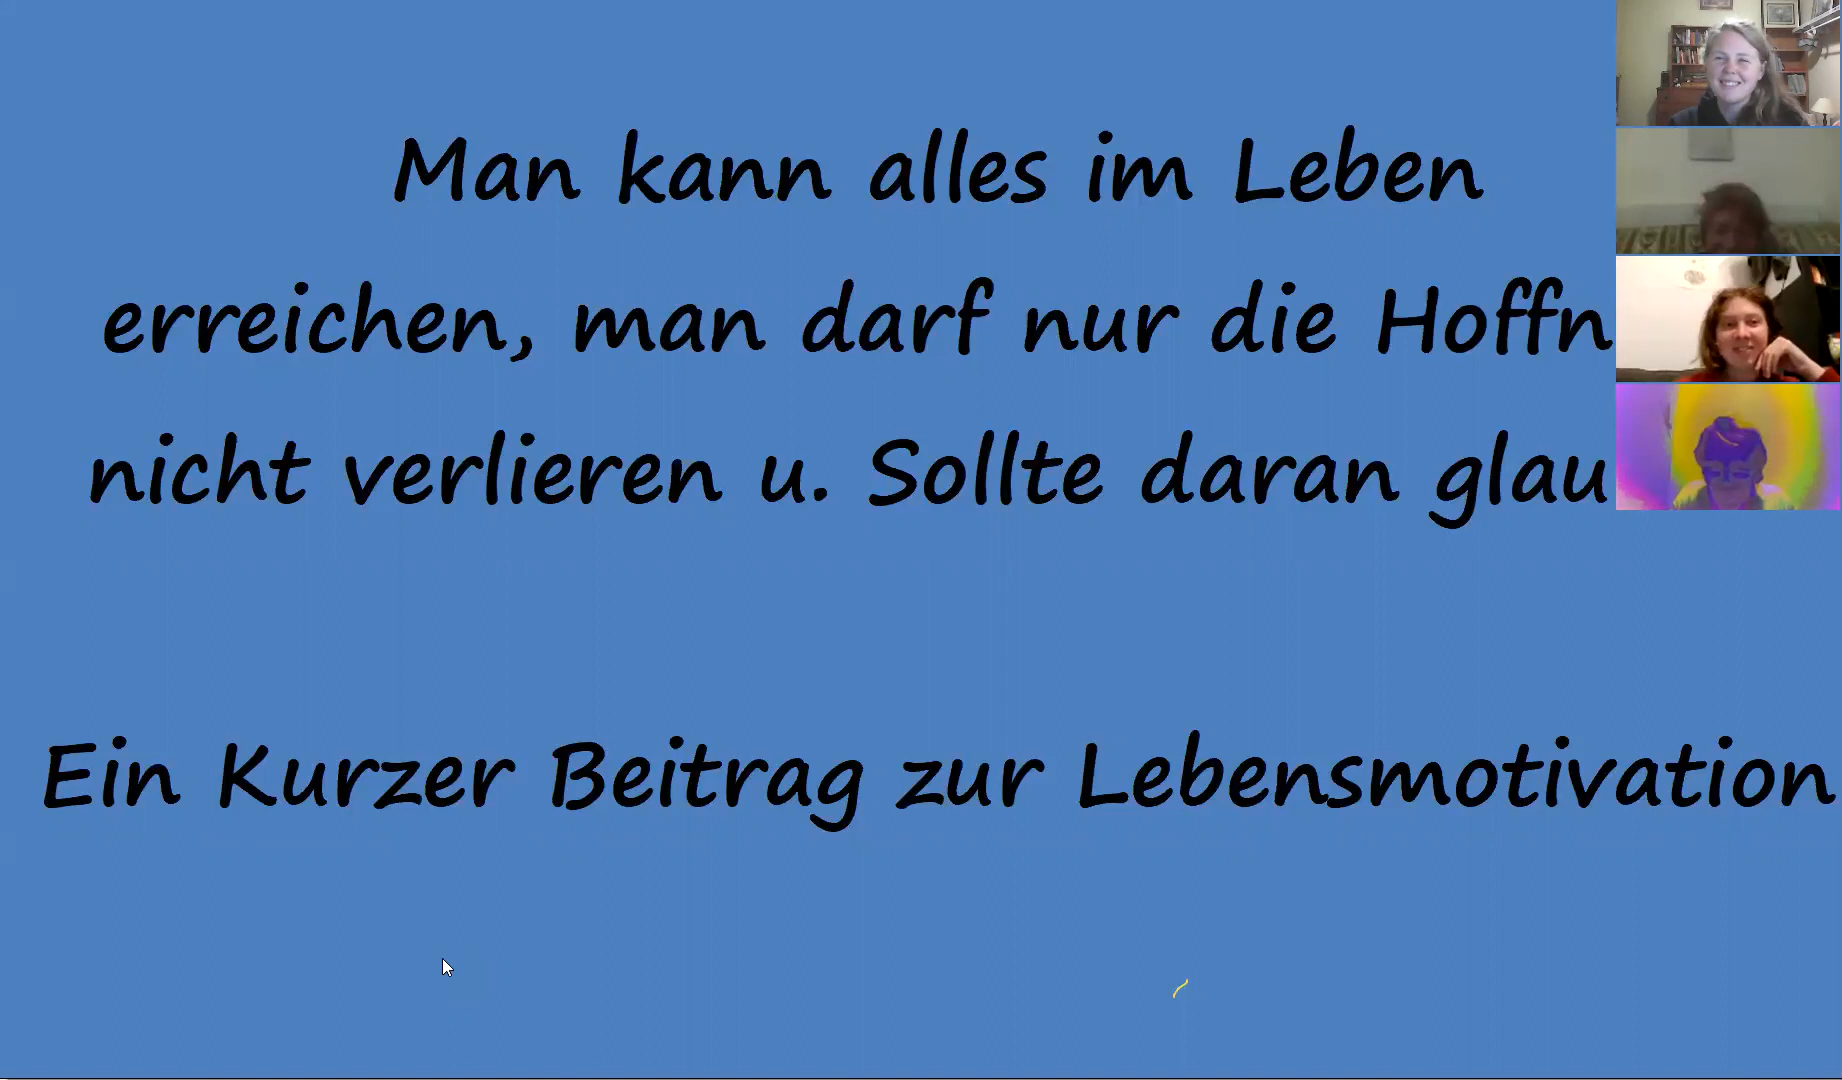 Man kann alles im Leben
erreichen, man darf nur die Hoffn
nicht verlieren u. Sollte daran glau
Ein Kurzer Beitrag zur Lebensmotivation